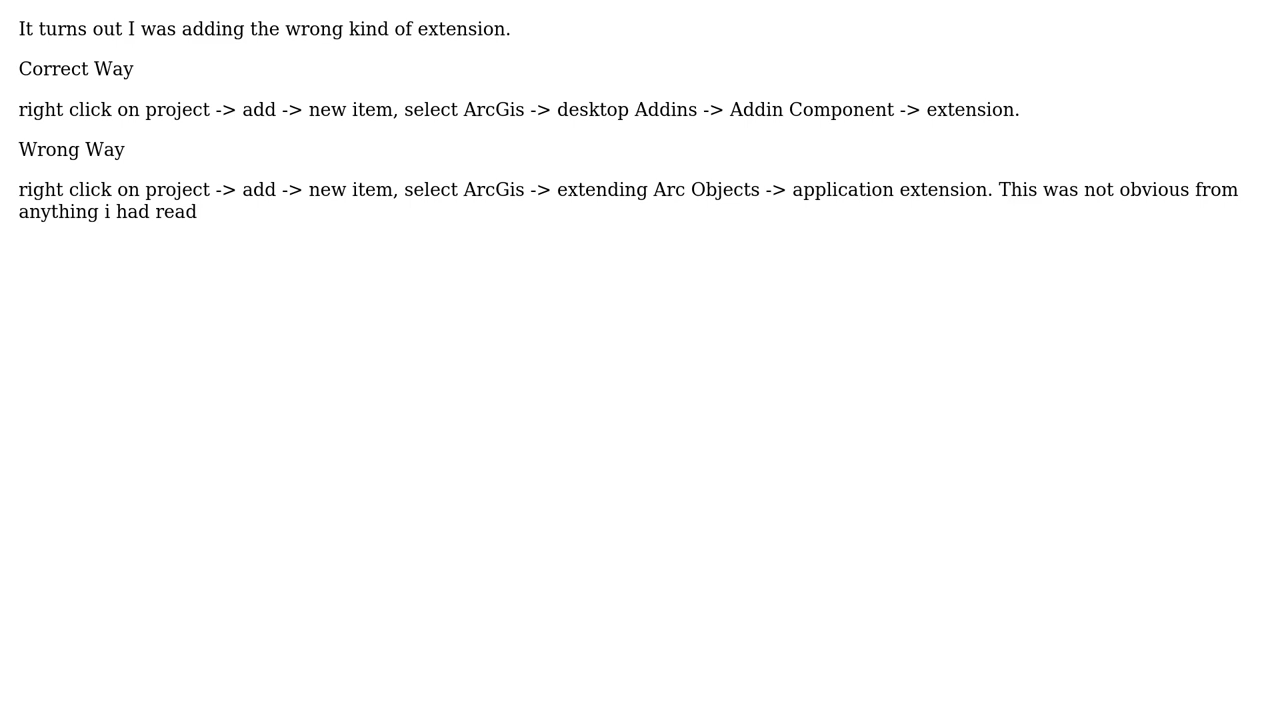 It turns out I was adding the wrong kind of extension.
Correct Way
right click on project -> add -> new item, select ArcGis -> desktop Addins -> Addin Component -> extension.
Wrong Way
right click on project -> add -> new item, select ArcGis -> extending Arc Objects -> application extension. This was not obvious from
anything i had read